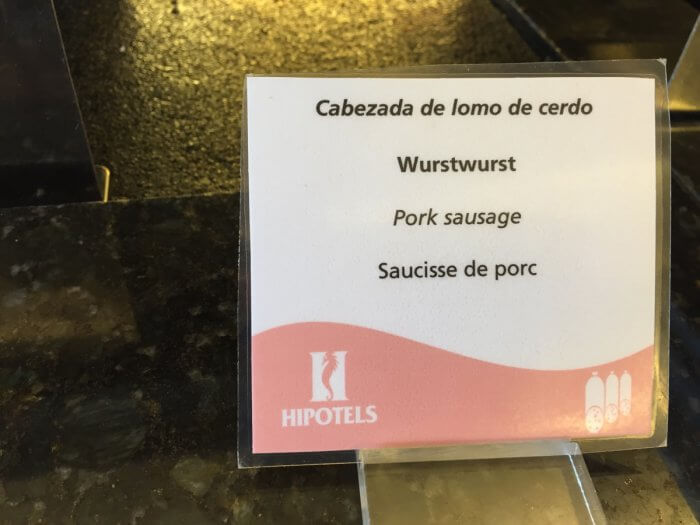 Cabezada de lomo de cerdo
Wurstwurst
Pork sausage
Saucisse de porc
HIPOTELS